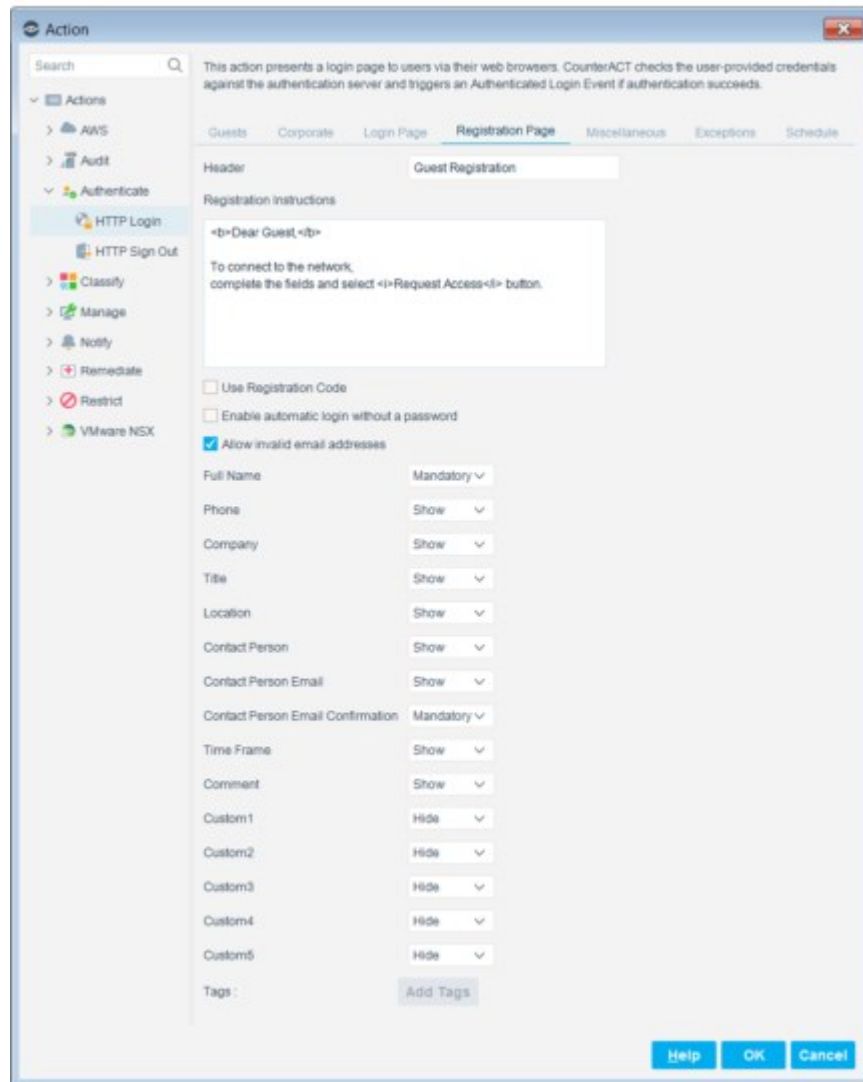 Action
Search
This action presents a login page to users via their web browsers. CounterACT checks the user-provided credentials
against the authentication server and triggers an Authenticated Login Event if authentication succeeds.
Actions
AWS
Audit
Authenticate
HTTP Login
HTTP Sign Out
Classify
Manage
Notify
Remediate
Restrict
VMware NSX
Guests Corporate Login Page Registration Page Miscellaneous Exceptions Schedule
Header Guest Registration
Registration Instructions
<b>Dear Guest,</b>
To connect to the network,
complete the fields and select <i>Request Access</i> button.
Use Registration Code
Enable automatic login without a password
Allow invalid email addresses
Full Name Mandatory
Phone Show
Company Show
Title Show
Location Show
Contact Person Show
Contact Person Email Show
Contact Person Email Confirmation Mandatory
Time Frame Show
Comment Show
Custom1 Hide
Custom2 Hide
Custom3 Hide
Custom4 Hide
Custom5 Hide
Tags : Add Tags
Help OK Cancel